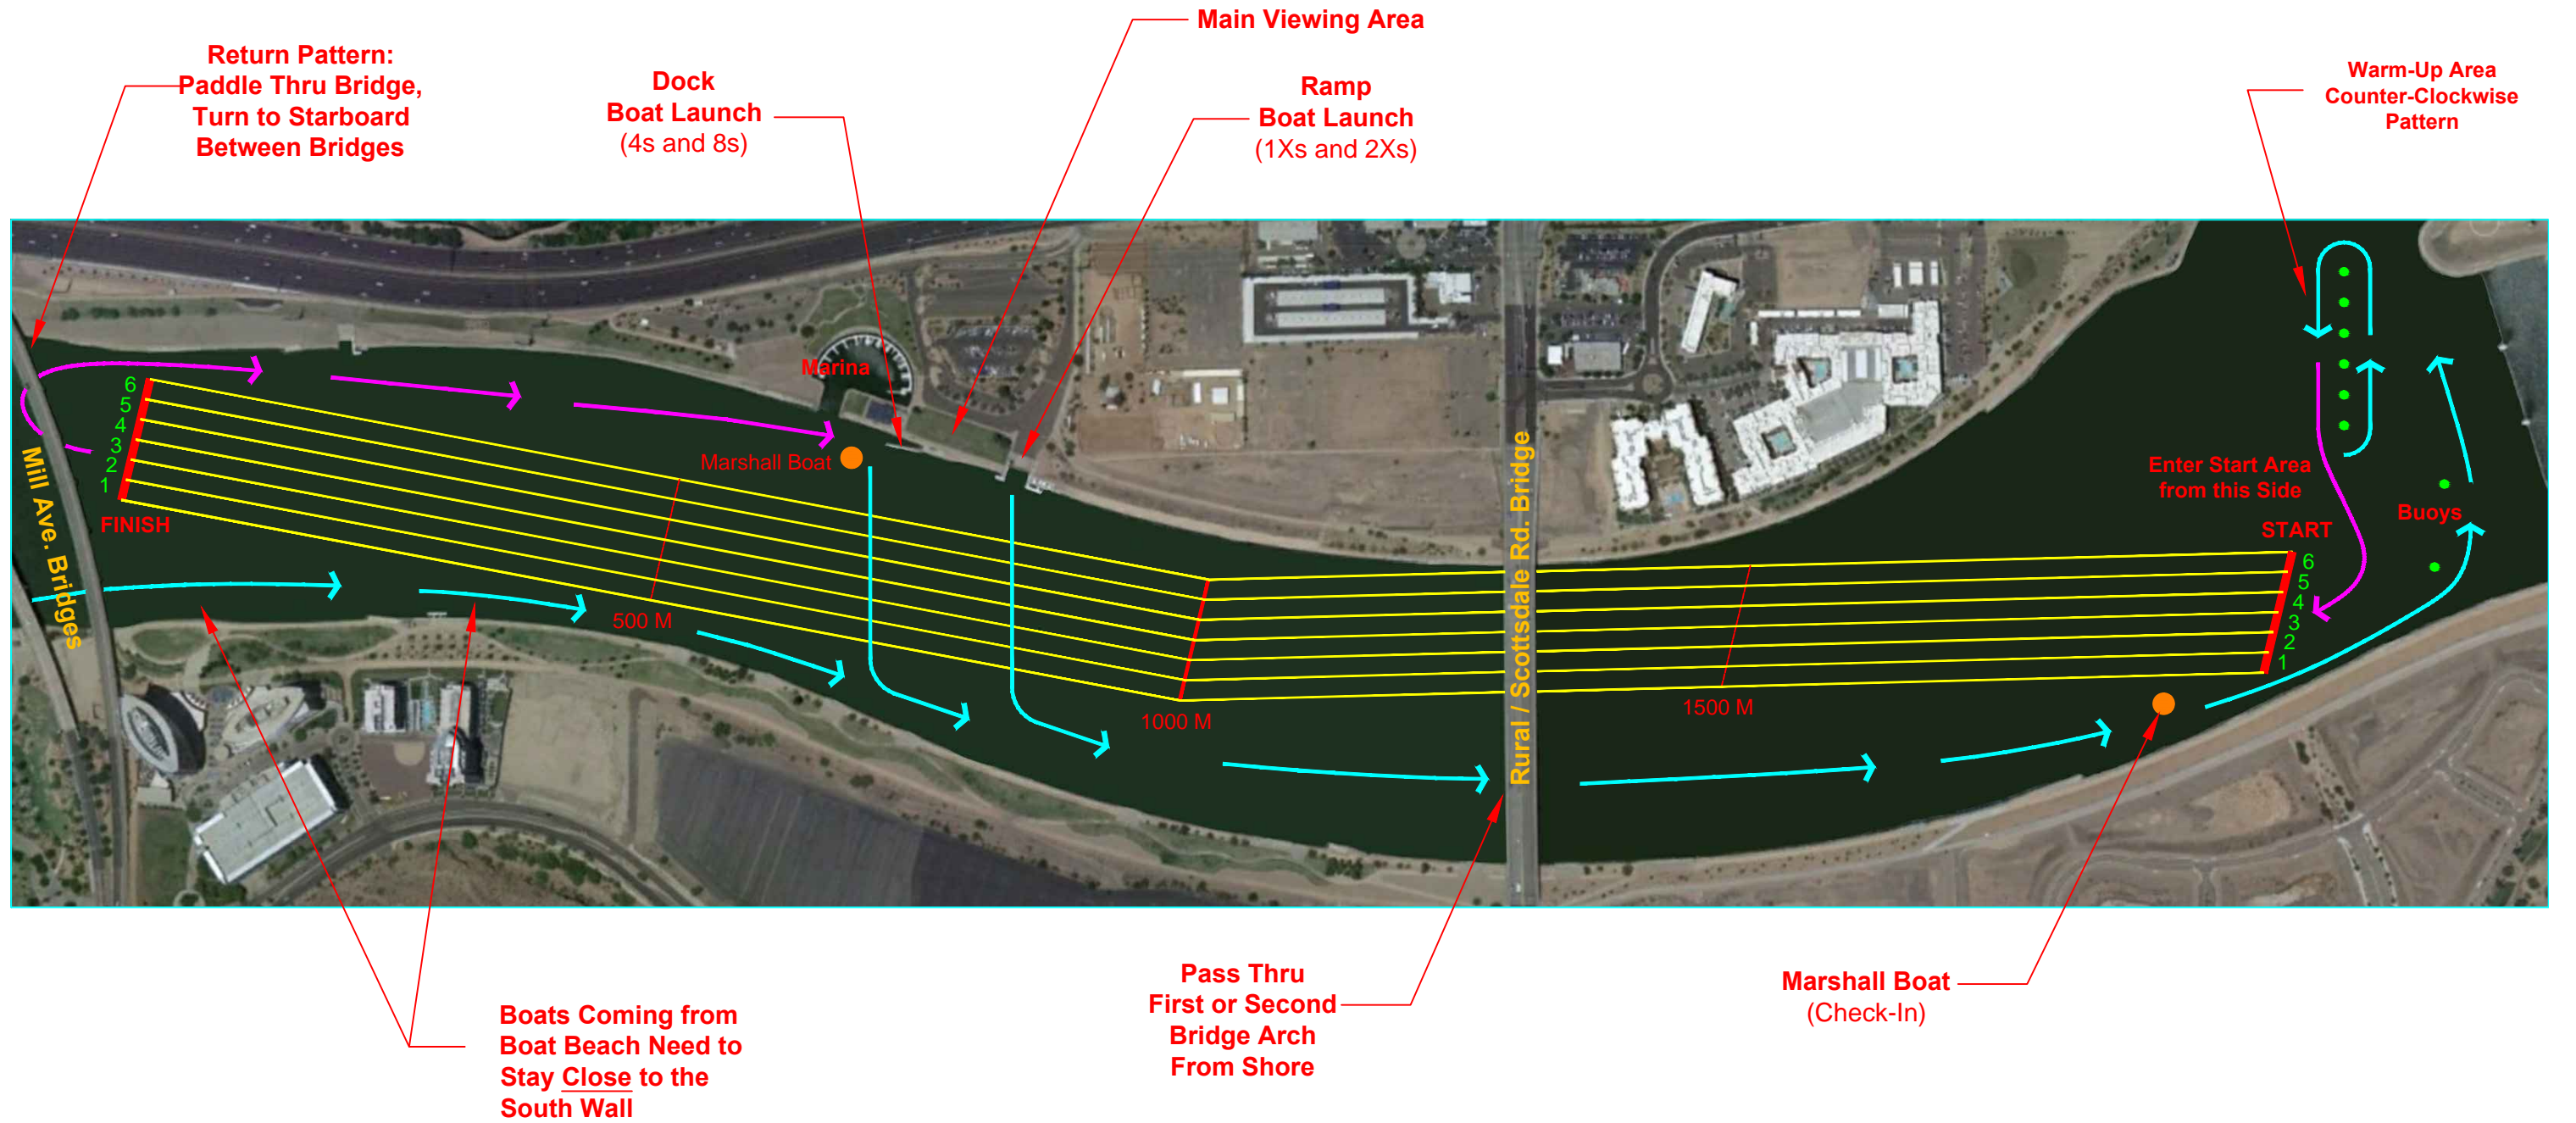 Main Viewing Area
Return Pattern:
Paddle Thru Bridge,
Turn to Starboard
Between Bridges
Dock
Boat Launch
(4s and 8s)
Ramp
Boat Launch
(1Xs and 2Xs)
Warm-Up Area
Counter-Clockwise
Pattern
Marina
6
5
4
3
2
1
FINISH
Mill Ave. Bridges
Marshall Boat
500 M
1000 M
Rural / Scottsdale Rd. Bridge
1500 M
Enter Start Area
from this Side
Buoys
START
6
5
4
3
2
1
Pass Thru
First or Second
Bridge Arch
From Shore
Marshall Boat
(Check-In)
Boats Coming from
Boat Beach Need to
Stay Close to the
South Wall